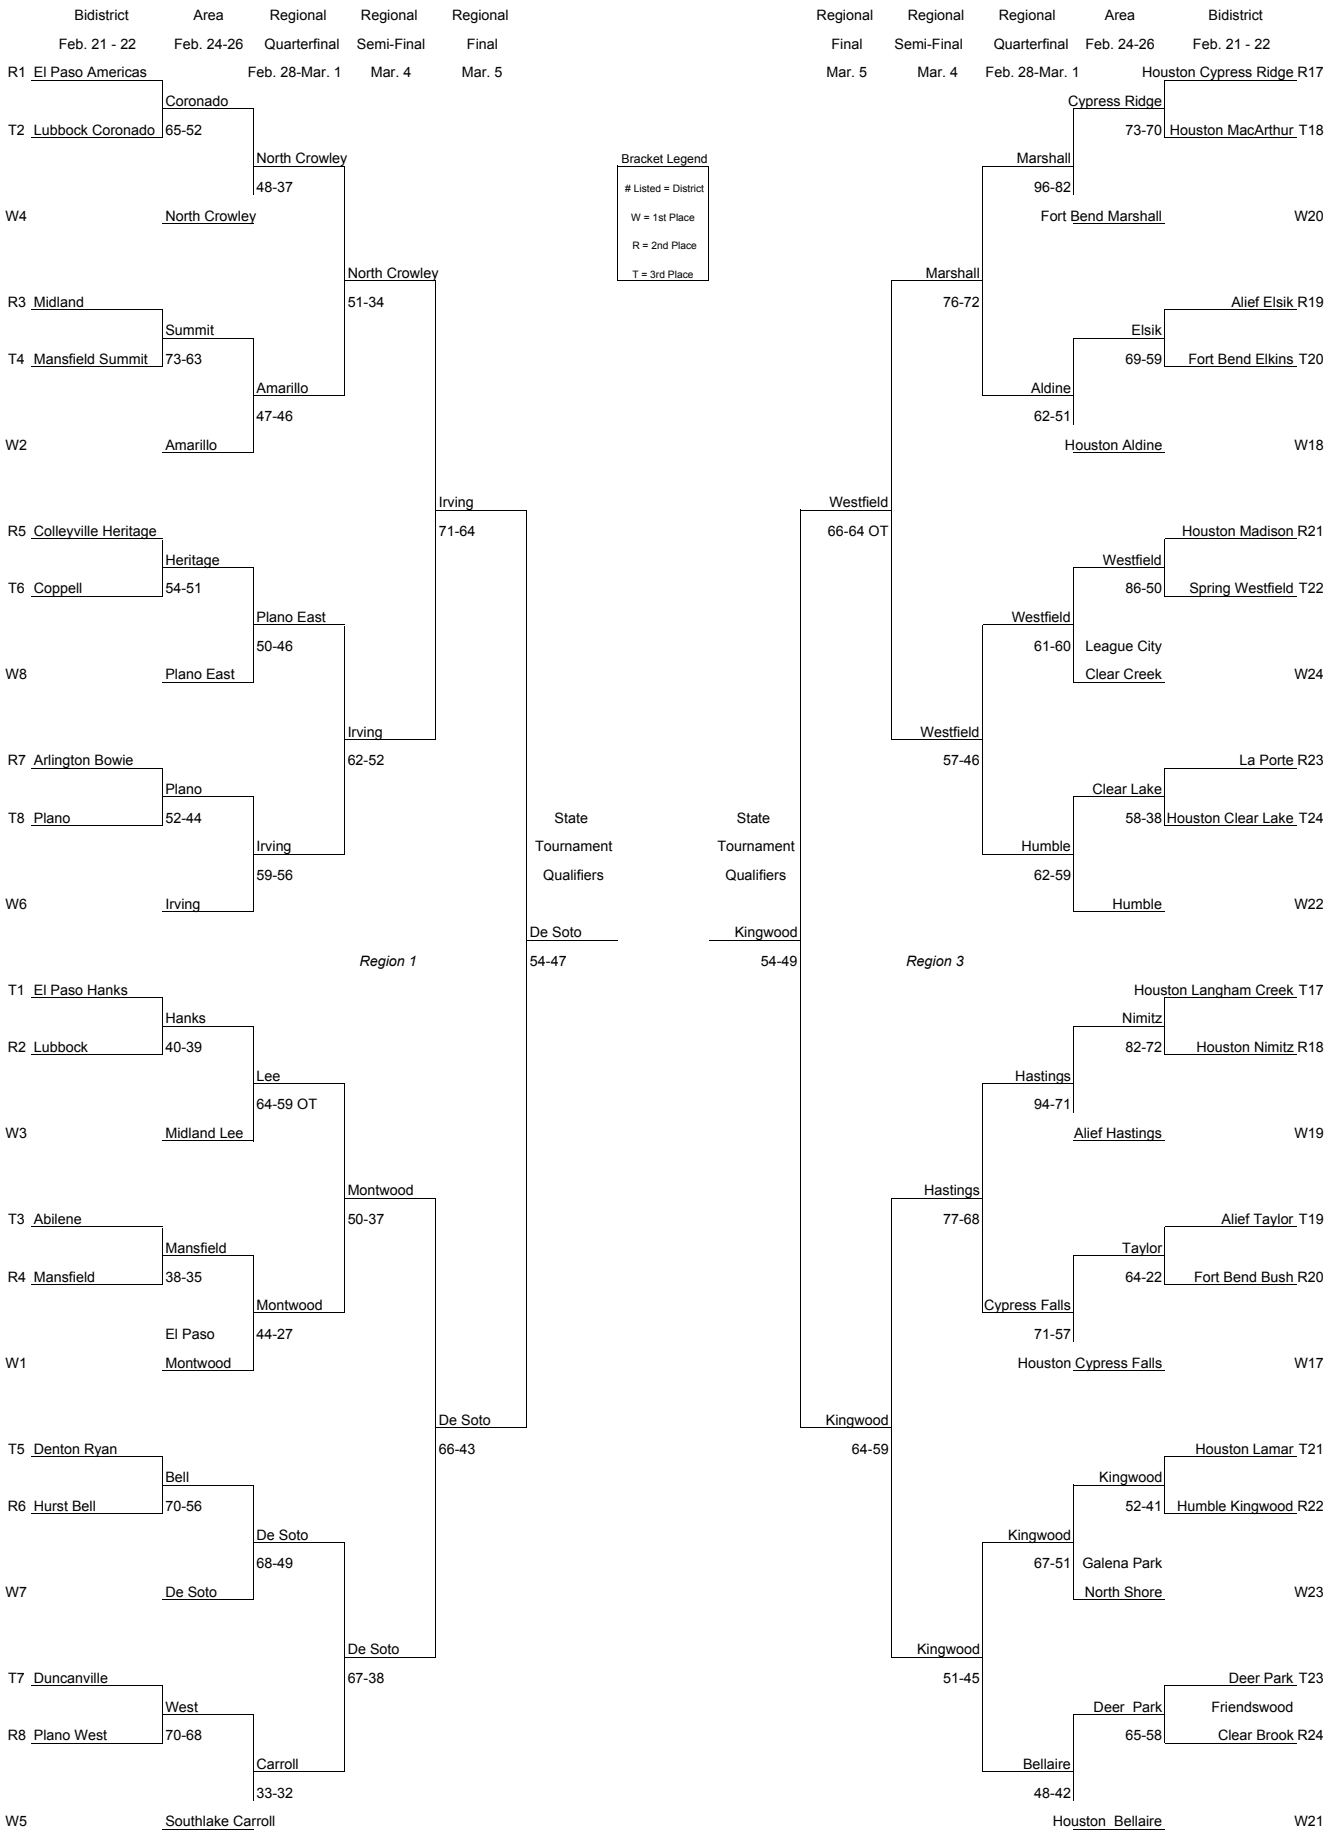 Bidistrict Area Regional Regional Regional Regional Regional Regional Area Bidistrict
Feb. 21 - 22 Feb. 24-26 Quarterfinal Semi-Final Final Final Semi-Final Quarterfinal Feb. 24-26 Feb. 21 - 22
R1 El Paso Americas Feb. 28-Mar. 1 Mar. 4 Mar. 5 Mar. 5 Mar. 4 Feb. 28-Mar. 1 Houston Cypress Ridge R17
Coronado Cypress Ridge
T2 Lubbock Coronado 65-52 73-70 Houston MacArthur T18
North Crowley Bracket Legend Marshall
48-37 # Listed = District 96-82
W4 North Crowley W = 1st Place Fort Bend Marshall W20
R = 2nd Place
North Crowley T = 3rd Place Marshall
R3 Midland 51-34 76-72 Alief Elsik R19
Summit Elsik
T4 Mansfield Summit 73-63 69-59 Fort Bend Elkins T20
Amarillo Aldine
47-46 62-51
W2 Amarillo Houston Aldine W18
Irving Westfield
R5 Colleyville Heritage 71-64 66-64 OT Houston Madison R21
Heritage Westfield
T6 Coppell 54-51 86-50 Spring Westfield T22
Plano East Westfield
50-46 61-60 League City
W8 Plano East Clear Creek W24
Irving Westfield
R7 Arlington Bowie 62-52 57-46 La Porte R23
Plano Clear Lake
T8 Plano 52-44 State State 58-38 Houston Clear Lake T24
Irving Tournament Tournament Humble
59-56 Qualifiers Qualifiers 62-59
W6 Irving Humble W22
De Soto Kingwood
Region 1 54-47 54-49 Region 3
T1 El Paso Hanks Houston Langham Creek T17
Hanks Nimitz
R2 Lubbock 40-39 82-72 Houston Nimitz R18
Lee Hastings
64-59 OT 94-71
W3 Midland Lee Alief Hastings W19
Montwood Hastings
T3 Abilene 50-37 77-68 Alief Taylor T19
Mansfield Taylor
R4 Mansfield 38-35 64-22 Fort Bend Bush R20
Montwood Cypress Falls
El Paso 44-27 71-57
W1 Montwood Houston Cypress Falls W17
De Soto Kingwood
T5 Denton Ryan 66-43 64-59 Houston Lamar T21
Bell Kingwood
R6 Hurst Bell 70-56 52-41 Humble Kingwood R22
De Soto Kingwood
68-49 67-51 Galena Park
W7 De Soto North Shore W23
De Soto Kingwood
T7 Duncanville 67-38 51-45 Deer Park T23
West Deer Park Friendswood
R8 Plano West 70-68 65-58 Clear Brook R24
Carroll Bellaire
33-32 48-42
W5 Southlake Carroll Houston Bellaire W21